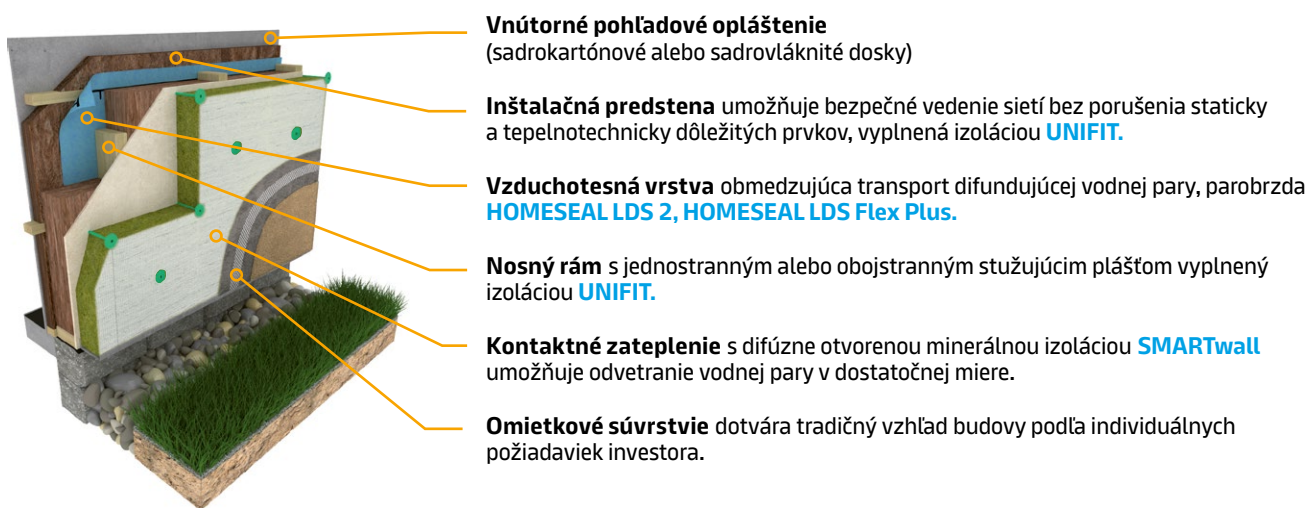 Vnútorné pohľadové opláštenie
(sadrokartónové alebo sadrovláknité dosky)
Inštalačná predstena umožňuje bezpečné vedenie sietí bez porušenia staticky
a tepelnotechnicky dôležitých prvkov, vyplnená izoláciou UNIFIT.
Vzduchotesná vrstva obmedzujúca transport difundujúcej vodnej pary, parobrzda
HOMESEAL LDS 2, HOMESEAL LDS Flex Plus.
Nosný rám s jednostranným alebo obojstranným stužujúcim plášťom vyplnený
izoláciou UNIFIT.
Kontaktné zateplenie s difúzne otvorenou minerálnou izoláciou SMARTwall
umožňuje odvetranie vodnej pary v dostatočnej miere.
Omietkové súvrstvie dotvára tradičný vzhľad budovy podľa individuálnych
požiadaviek investora.